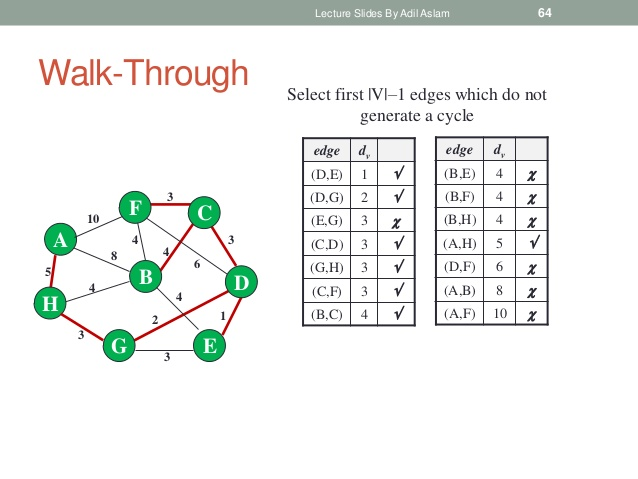 Lecture Slides By Adil Aslam 64
Walk-Through
Select first |V|–1 edges which do not
generate a cycle
edge dv
(D,E) 1 √
(D,G) 2 √
(E,G) 3 χ
(C,D) 3 √
(G,H) 3 √
(C,F) 3 √
(B,C) 4 √
edge dv
(B,E) 4 χ
(B,F) 4 χ
(B,H) 4 χ
(A,H) 5 √
(D,F) 6 χ
(A,B) 8 χ
(A,F) 10 χ
3
F
C
10
A
4
3
8
4
6
5
B
D
4
4
H
2
1
3
G
E
3